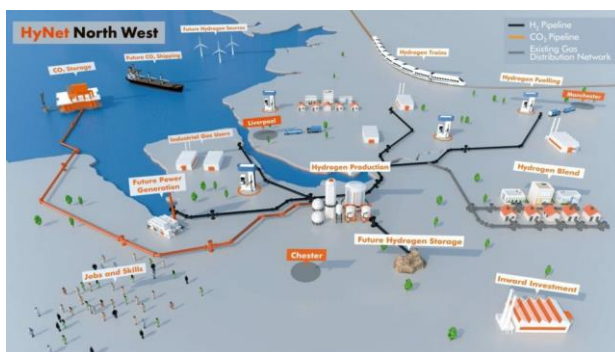 HyNet North West
Future Hydrogen Sources
H₂ Pipeline
CO₂ Pipeline
Existing Gas
Distribution Network
CO₂ Storage
Future CO₂ Shipping
Hydrogen Trains
Hydrogen Fuelling
Manchester
Liverpool
Industrial Gas Users
Hydrogen Production
Future Power
Generation
Hydrogen Blend
Future Hydrogen Storage
Chester
Jobs and Skills
Inward Investment